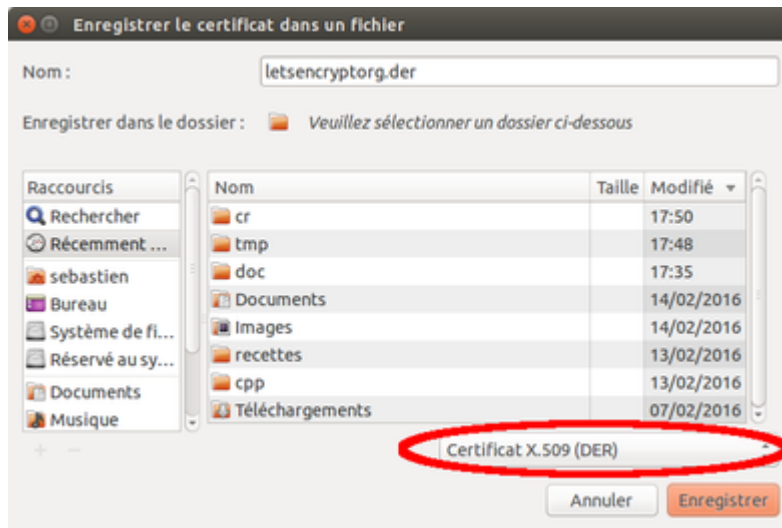 Enregistrer le certificat dans un fichier
Nom : letsencryptorg.der
Enregistrer dans le dossier : Veuillez sélectionner un dossier ci-dessous
Raccourcis
Rechercher
Récemment ...
sebastien
Bureau
Système de fi...
Réservé au sy...
Documents
Musique
Nom Taille Modifié
cr 17:50
tmp 17:48
doc 17:35
Documents 14/02/2016
Images 14/02/2016
recettes 13/02/2016
cpp 13/02/2016
Téléchargements 07/02/2016
Certificat X.509 (DER)
Annuler Enregistrer